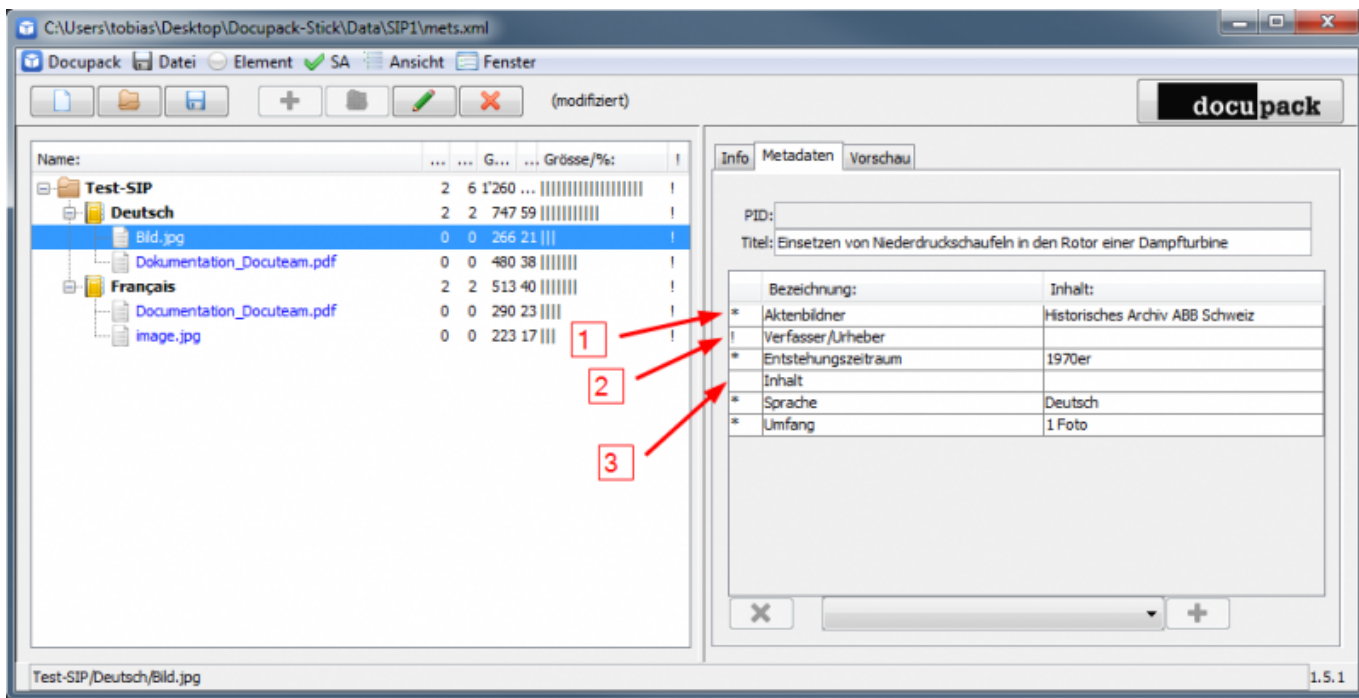 C:\Users\tobias\Desktop\Docupack-Stick\Data\SIP1\mets.xml
Docupack Datei Element SA Ansicht Fenster
(modifiziert)
docupack
Name: ... ... G... ... Grösse/%: !
Test-SIP 2 6 1'260 ... |||||||||||||||||||| !
Deutsch 2 2 747 59 ||||||||||| !
Bild.jpg 0 0 266 21 ||| !
Dokumentation_Docuteam.pdf 0 0 480 38 ||||||| !
Français 2 2 513 40 ||||||| !
Documentation_Docuteam.pdf 0 0 290 23 |||| !
image.jpg 0 0 223 17 ||| !
1
2
3
Info Metadaten Vorschau
PID:
Titel: Einsetzen von Niederdruckschaufeln in den Rotor einer Dampfturbine
Bezeichnung: Inhalt:
* Aktenbildner Historisches Archiv ABB Schweiz
! Verfasser/Urheber
* Entstehungszeitraum 1970er
Inhalt
* Sprache Deutsch
* Umfang 1 Foto
Test-SIP/Deutsch/Bild.jpg 1.5.1